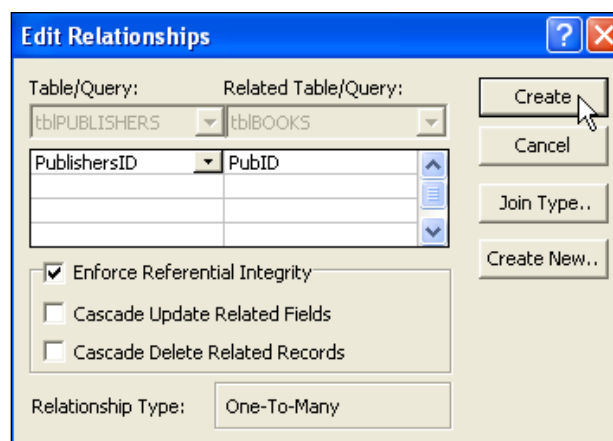 Edit Relationships
Table/Query: Related Table/Query:
tblPUBLISHERS tblBOOKS
PublishersID PubID
Enforce Referential Integrity
Cascade Update Related Fields
Cascade Delete Related Records
Relationship Type: One-To-Many
Create
Cancel
Join Type..
Create New..